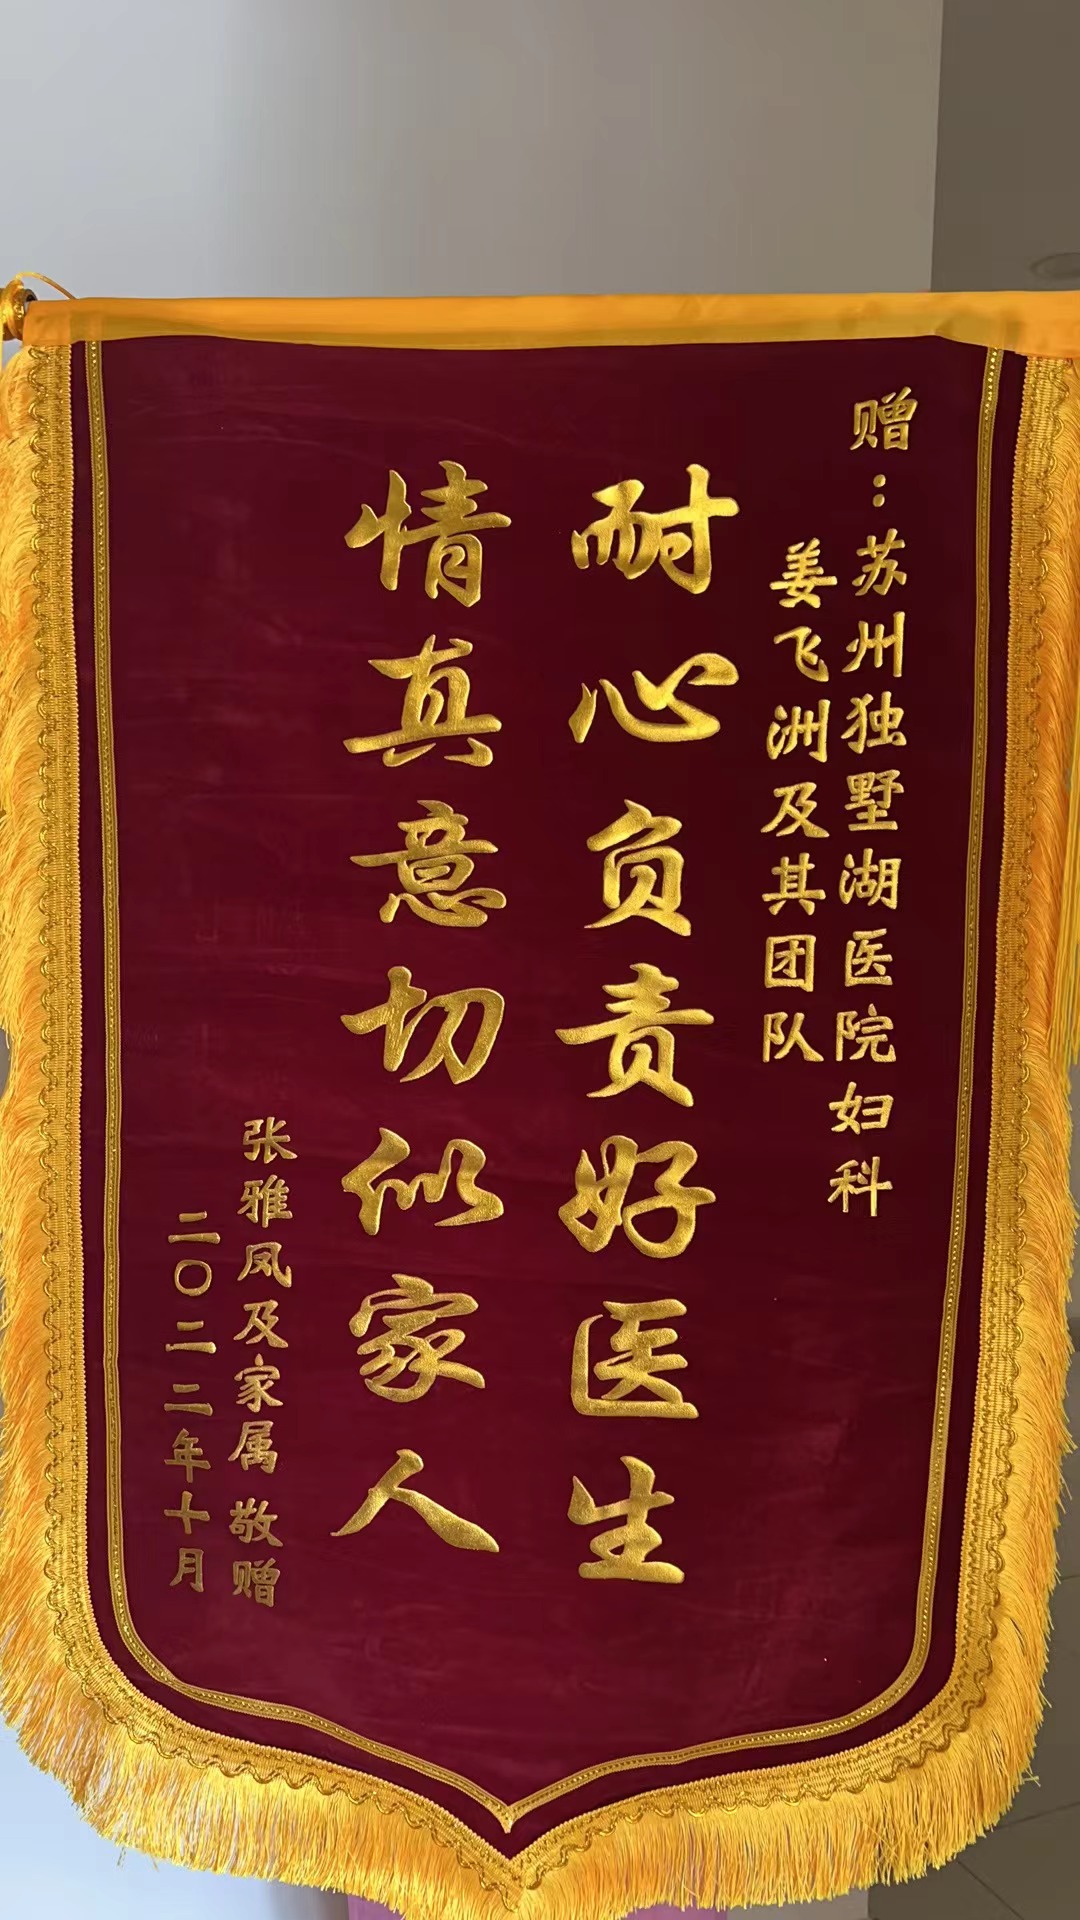 赠：苏州独墅湖医院妇科
姜飞洲及其团队
耐心负责好医生
情真意切似家人
张雅凤及家属 敬赠
二〇二二年十月